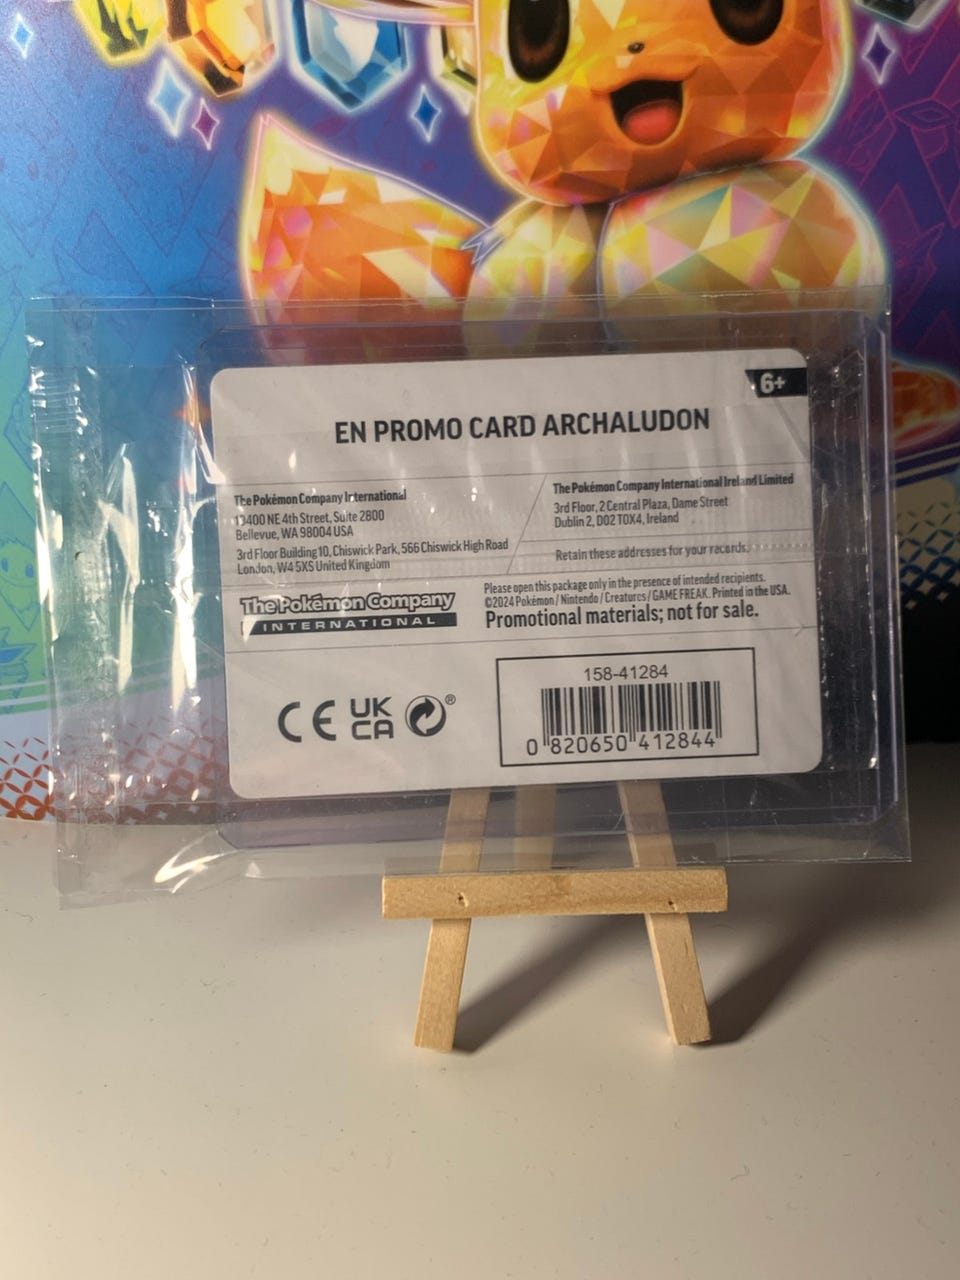 6+
EN PROMO CARD ARCHALUDON
The Pokémon Company International
10400 NE 4th Street, Suite 2800
Bellevue, WA 98004 USA
3rd Floor Building 10, Chiswick Park, 566 Chiswick High Road
London, W4 5XS United Kingdom
The Pokémon Company International Ireland Limited
3rd Floor, 2 Central Plaza, Dame Street
Dublin 2, D02 T0X4, Ireland
Retain these addresses for your records.
The Pokémon Company
INTERNATIONAL
Please open this package only in the presence of intended recipients.
©2024 Pokémon / Nintendo / Creatures / GAME FREAK. Printed in the USA.
Promotional materials; not for sale.
CE
UK
CA
®
158-41284
0 820650 412844